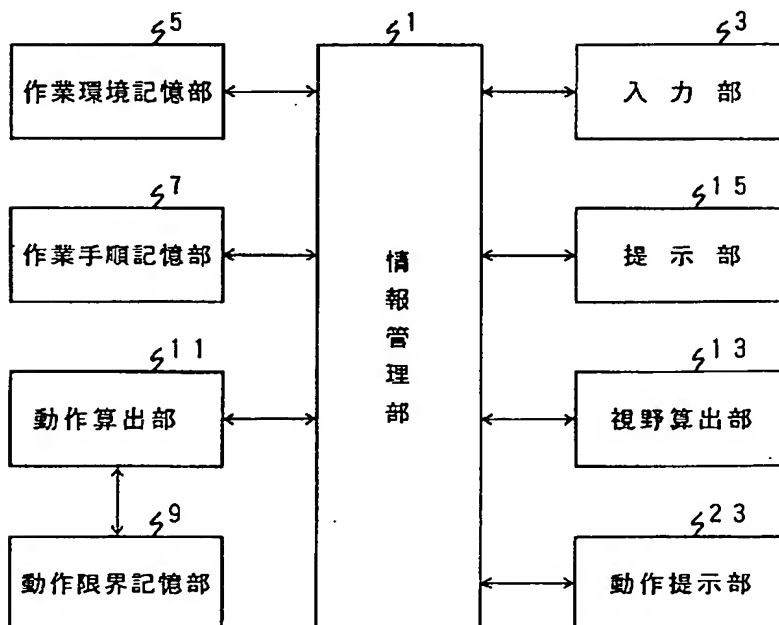 5
作業環境記憶部
1
情報管理部
3
入力部
7
作業手順記憶部
15
提示部
11
動作算出部
13
視野算出部
9
動作限界記憶部
23
動作提示部